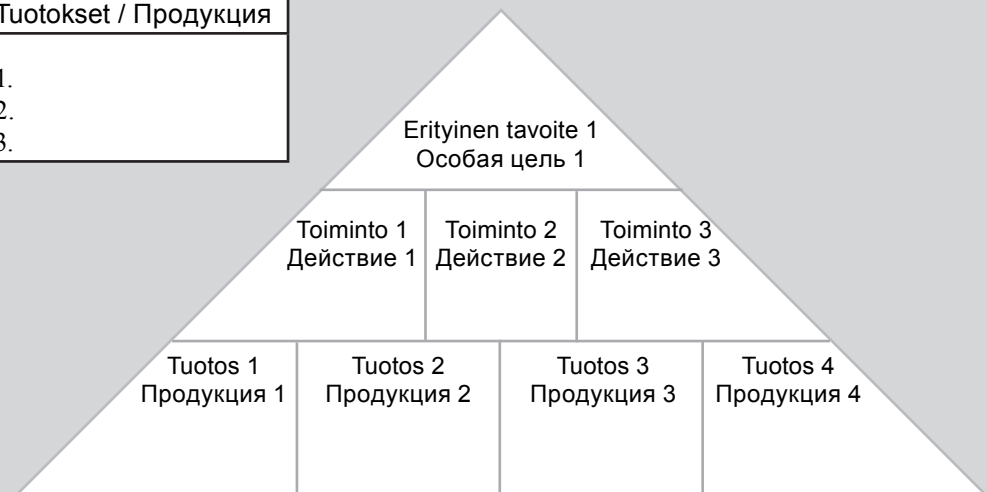 Tuotokset / Продукция
1.
2.
3.
Erityinen tavoite 1
Особая цель 1
Toiminto 1
Действие 1
Toiminto 2
Действие 2
Toiminto 3
Действие 3
Tuotos 1
Продукция 1
Tuotos 2
Продукция 2
Tuotos 3
Продукция 3
Tuotos 4
Продукция 4